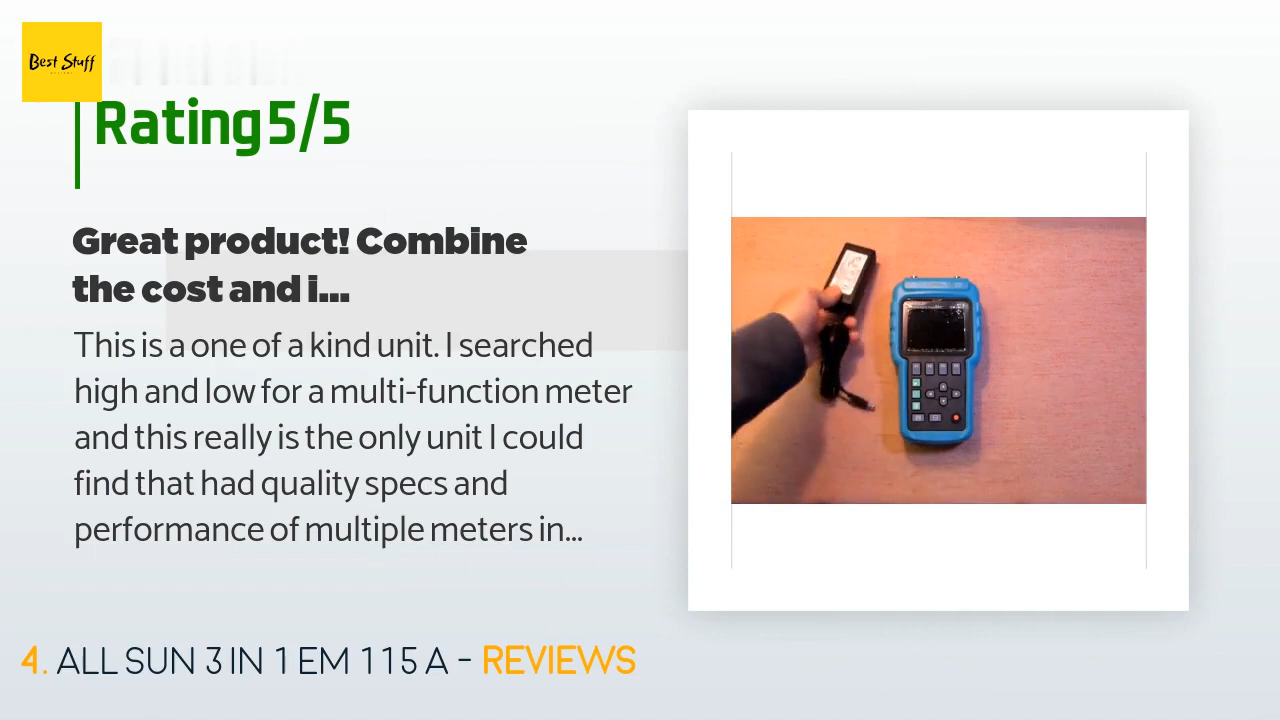 Best Stuff
Rating 5/5
Great product! Combine
the cost and i...
This is a one of a kind unit. I searched
high and low for a multi-function meter
and this really is the only unit I could
find that had quality specs and
performance of multiple meters in...
4. ALL SUN 3 IN 1 EM 115 A - REVIEWS